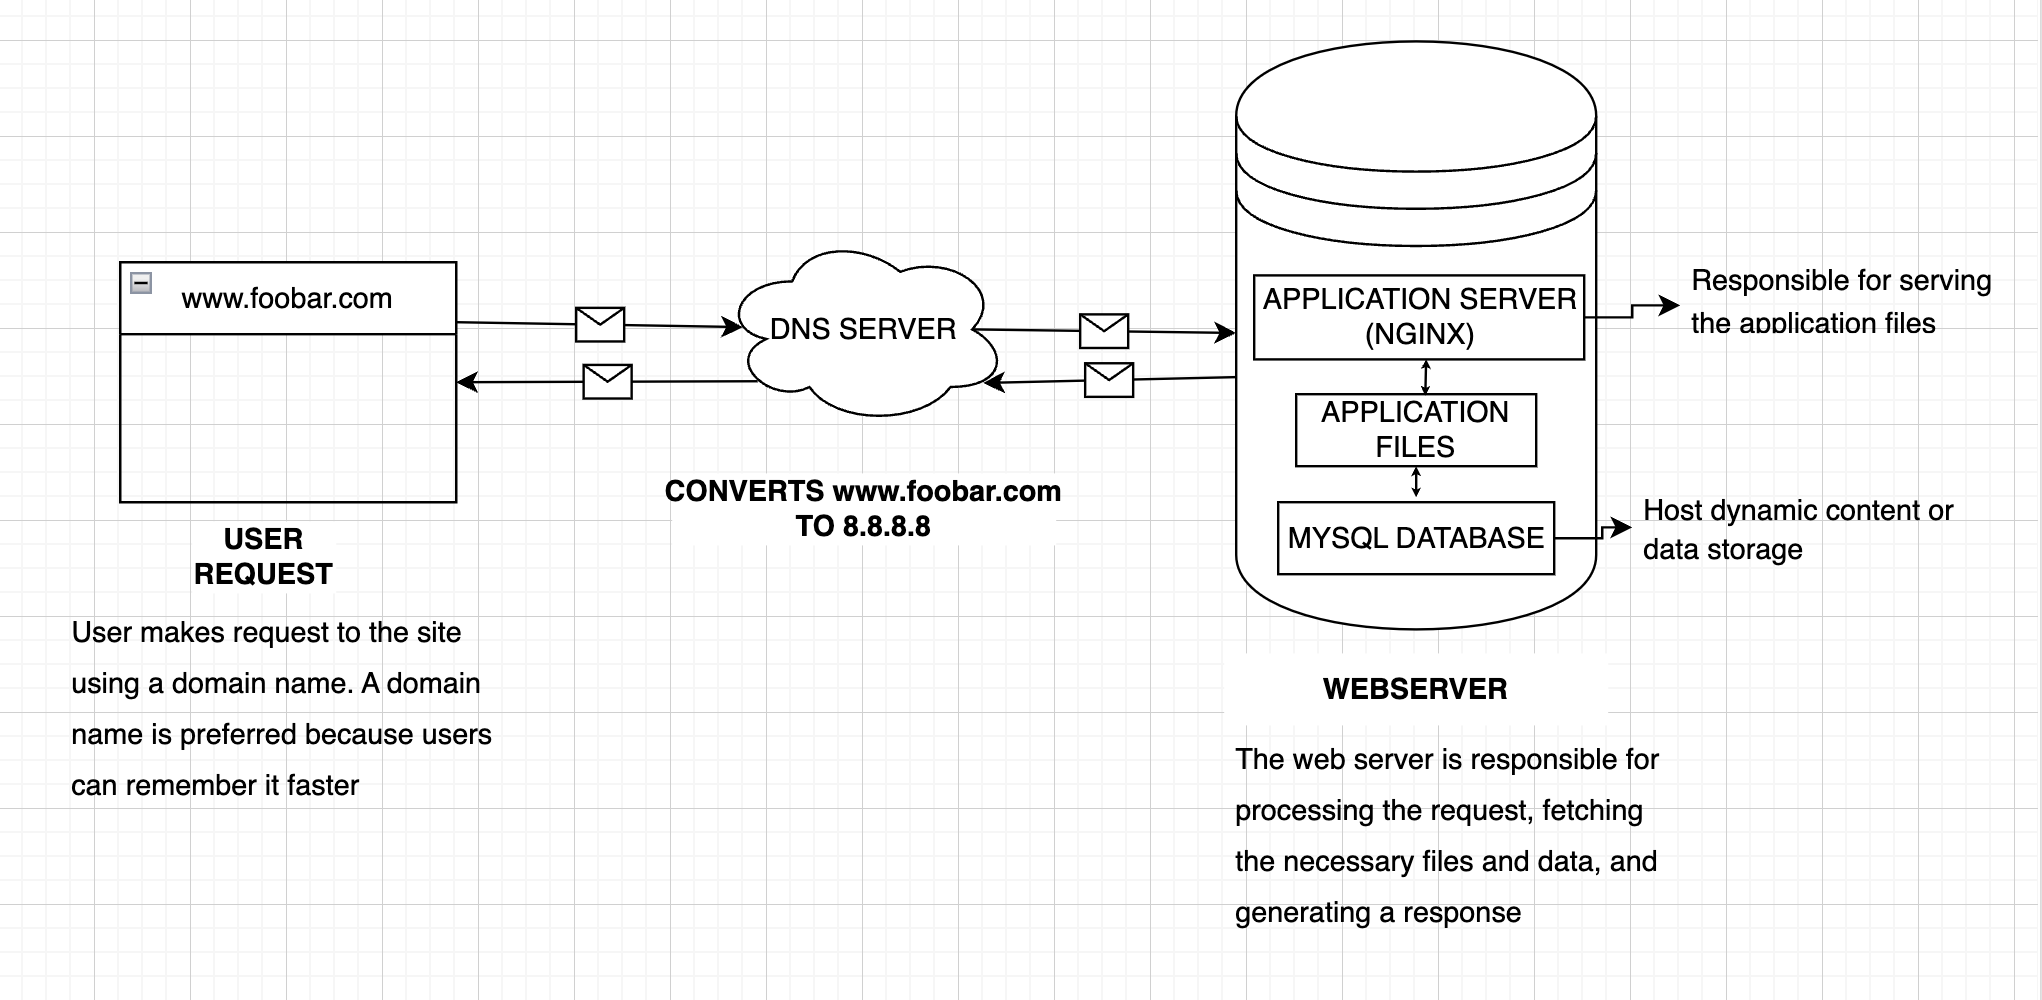 www.foobar.com
USER
REQUEST
User makes request to the site
using a domain name. A domain
name is preferred because users
can remember it faster
DNS SERVER
CONVERTS www.foobar.com
TO 8.8.8.8
APPLICATION SERVER
(NGINX)
APPLICATION
FILES
MYSQL DATABASE
Responsible for serving
the application files
Host dynamic content or
data storage
WEBSERVER
The web server is responsible for
processing the request, fetching
the necessary files and data, and
generating a response